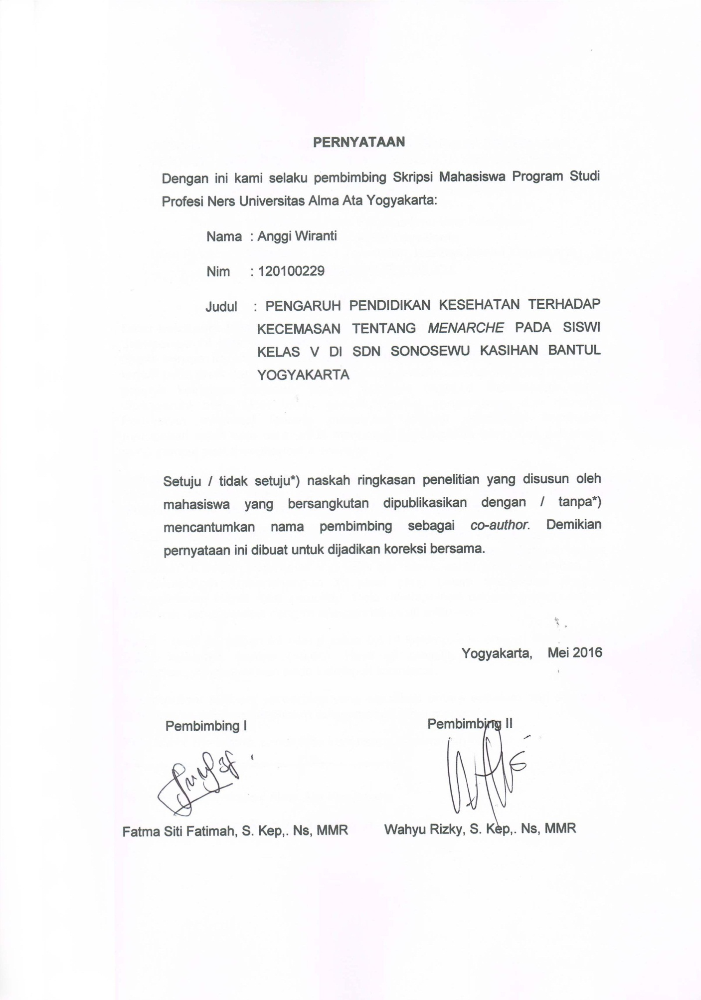 PERNYATAAN
Dengan ini kami selaku pembimbing Skripsi Mahasiswa Program Studi
Profesi Ners Universitas Alma Ata Yogyakarta:
Nama : Anggi Wiranti
Nim : 120100229
Judul : PENGARUH PENDIDIKAN KESEHATAN TERHADAP
KECEMASAN TENTANG MENARCHE PADA SISWI
KELAS V DI SDN SONOSEWU KASIHAN BANTUL
YOGYAKARTA
Setuju / tidak setuju*) naskah ringkasan penelitian yang disusun oleh
mahasiswa yang bersangkutan dipublikasikan dengan / tanpa*)
mencantumkan nama pembimbing sebagai co-author. Demikian
pernyataan ini dibuat untuk dijadikan koreksi bersama.
Yogyakarta, Mei 2016
Pembimbing I Pembimbing II
Fatma Siti Fatimah, S. Kep,. Ns, MMR Wahyu Rizky, S. Kep,. Ns, MMR